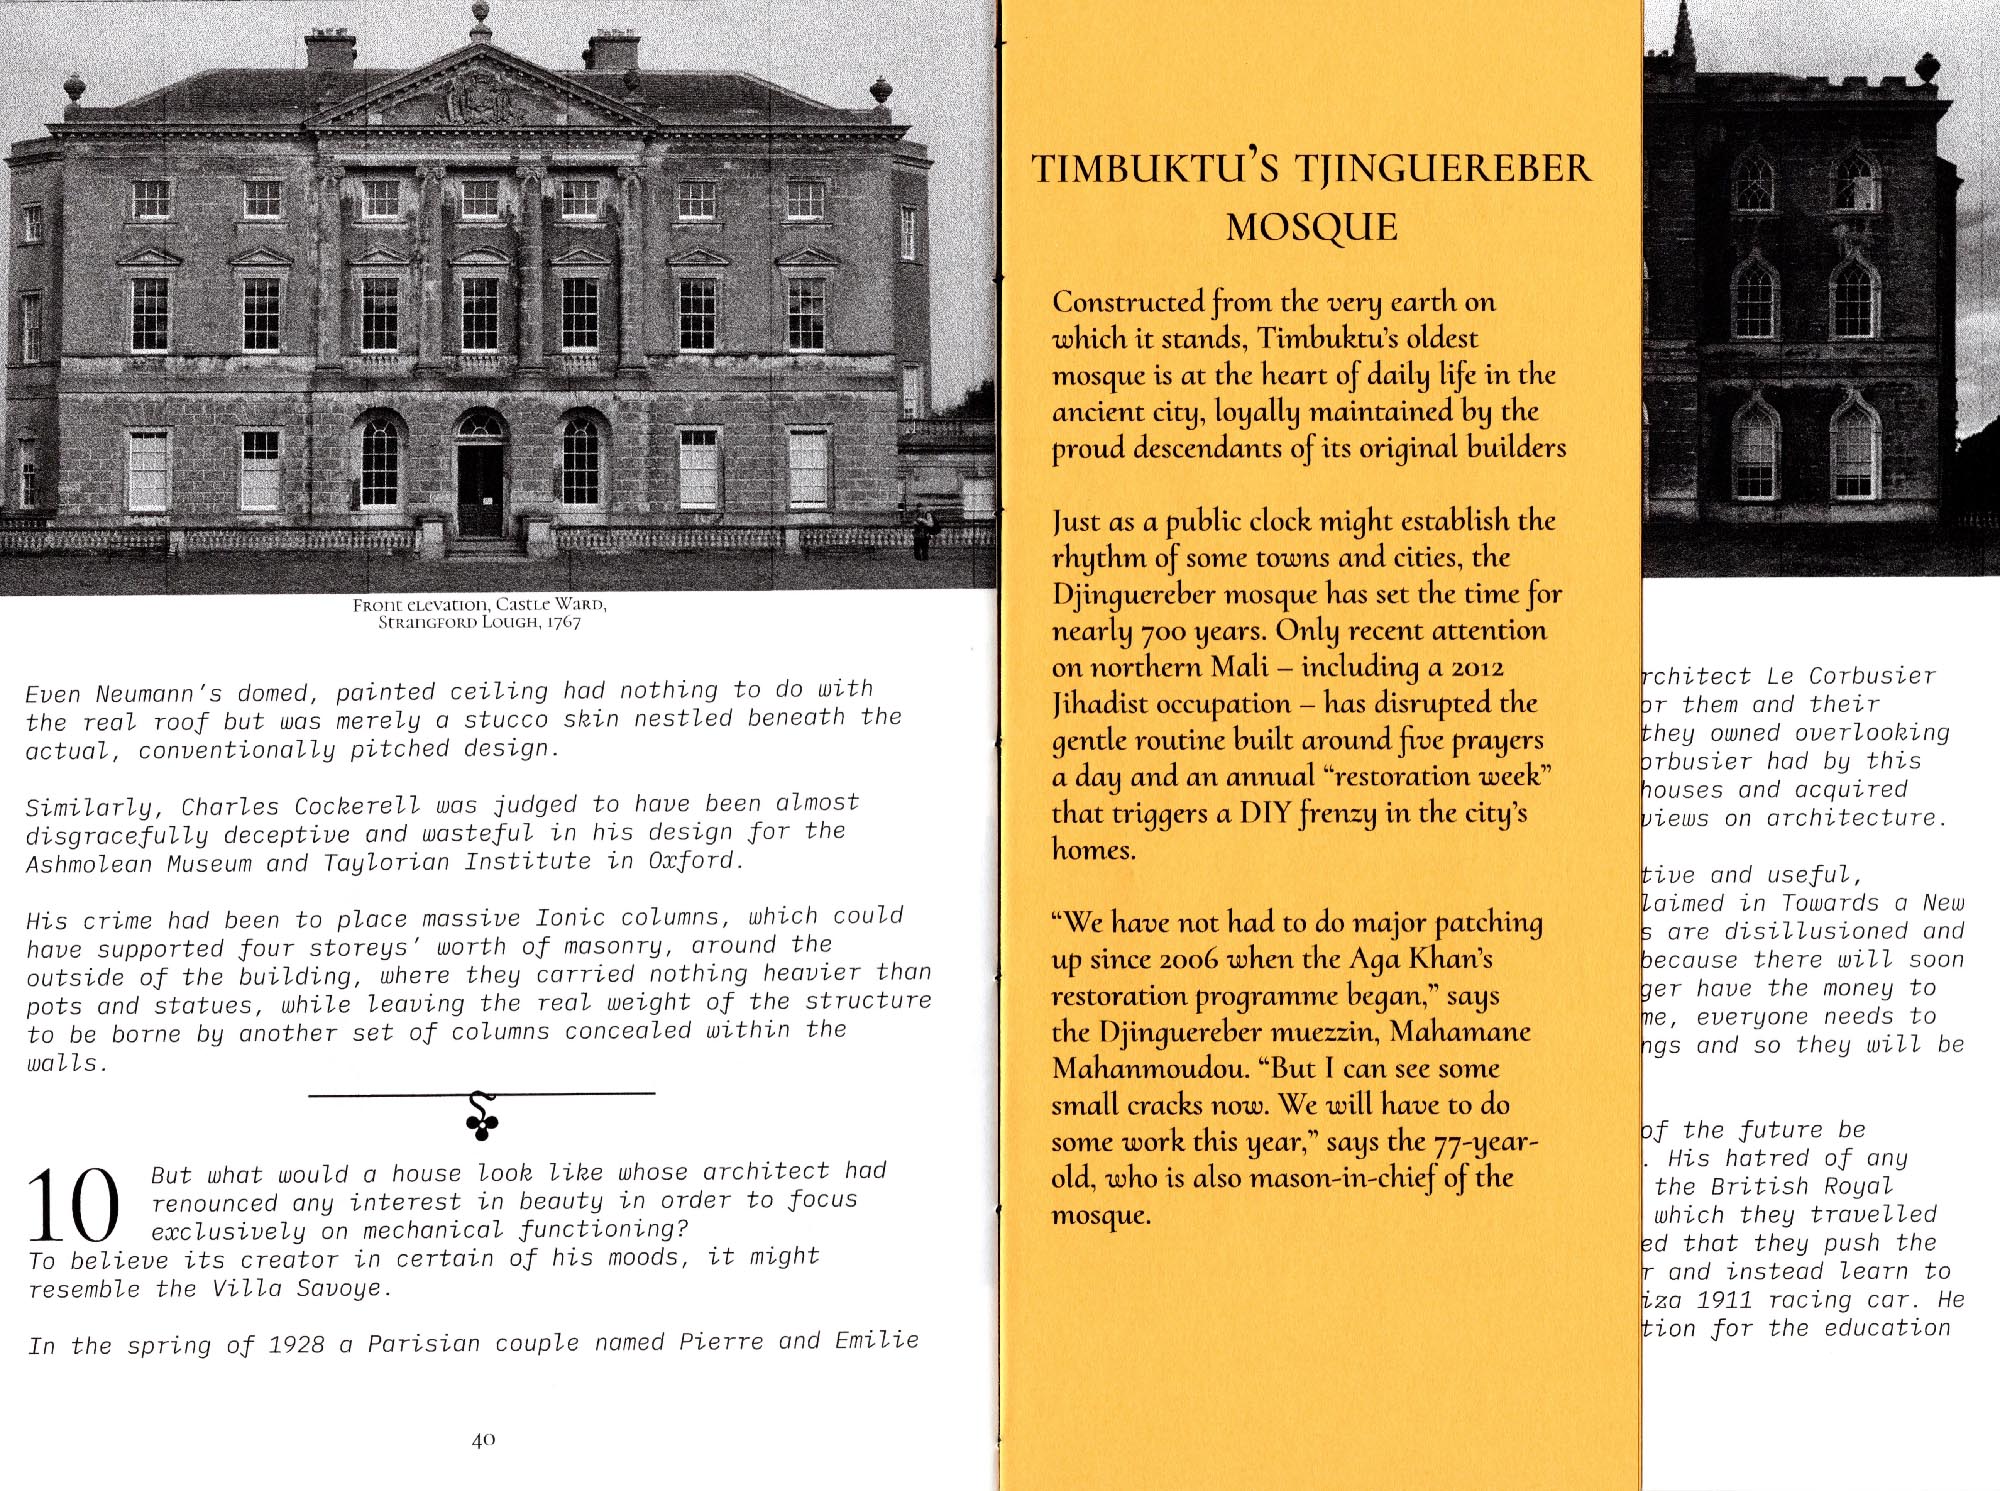 Front elevation, Castle Ward,
Strangford Lough, 1767
Even Neumann's domed, painted ceiling had nothing to do with
the real roof but was merely a stucco skin nestled beneath the
actual, conventionally pitched design.
Similarly, Charles Cockerell was judged to have been almost
disgracefully deceptive and wasteful in his design for the
Ashmolean Museum and Taylorian Institute in Oxford.
His crime had been to place massive Ionic columns, which could
have supported four storeys' worth of masonry, around the
outside of the building, where they carried nothing heavier than
pots and statues, while leaving the real weight of the structure
to be borne by another set of columns concealed within the
walls.
10 But what would a house look like whose architect had
renounced any interest in beauty in order to focus
exclusively on mechanical functioning?
To believe its creator in certain of his moods, it might
resemble the Villa Savoye.
In the spring of 1928 a Parisian couple named Pierre and Emilie
40
TIMBUKTU'S TJINGUEREBER
MOSQUE
Constructed from the very earth on
which it stands, Timbuktu's oldest
mosque is at the heart of daily life in the
ancient city, loyally maintained by the
proud descendants of its original builders
Just as a public clock might establish the
rhythm of some towns and cities, the
Djinguereber mosque has set the time for
nearly 700 years. Only recent attention
on northern Mali – including a 2012
Jihadist occupation – has disrupted the
gentle routine built around five prayers
a day and an annual “restoration week”
that triggers a DIY frenzy in the city's
homes.
“We have not had to do major patching
up since 2006 when the Aga Khan's
restoration programme began,” says
the Djinguereber muezzin, Mahamane
Mahanmoudou. “But I can see some
small cracks now. We will have to do
some work this year,” says the 77-year-
old, who is also mason-in-chief of the
mosque.
rchitect Le Corbusier
or them and their
they owned overlooking
orbusier had by this
houses and acquired
views on architecture.
tive and useful,
laimed in Towards a New
s are disillusioned and
because there will soon
ger have the money to
me, everyone needs to
ngs and so they will be
of the future be
. His hatred of any
the British Royal
which they travelled
ed that they push the
r and instead learn to
iza 1911 racing car. He
tion for the education